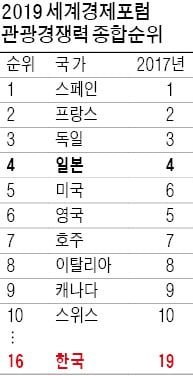 2019 세계경제포럼
관광경쟁력 종합순위
순위 국가 2017년
1 스페인 1
2 프랑스 2
3 독일 3
4 일본 4
5 미국 6
6 영국 5
7 호주 7
8 이탈리아 8
9 캐나다 9
10 스위스 10
⋮
16 한국 19